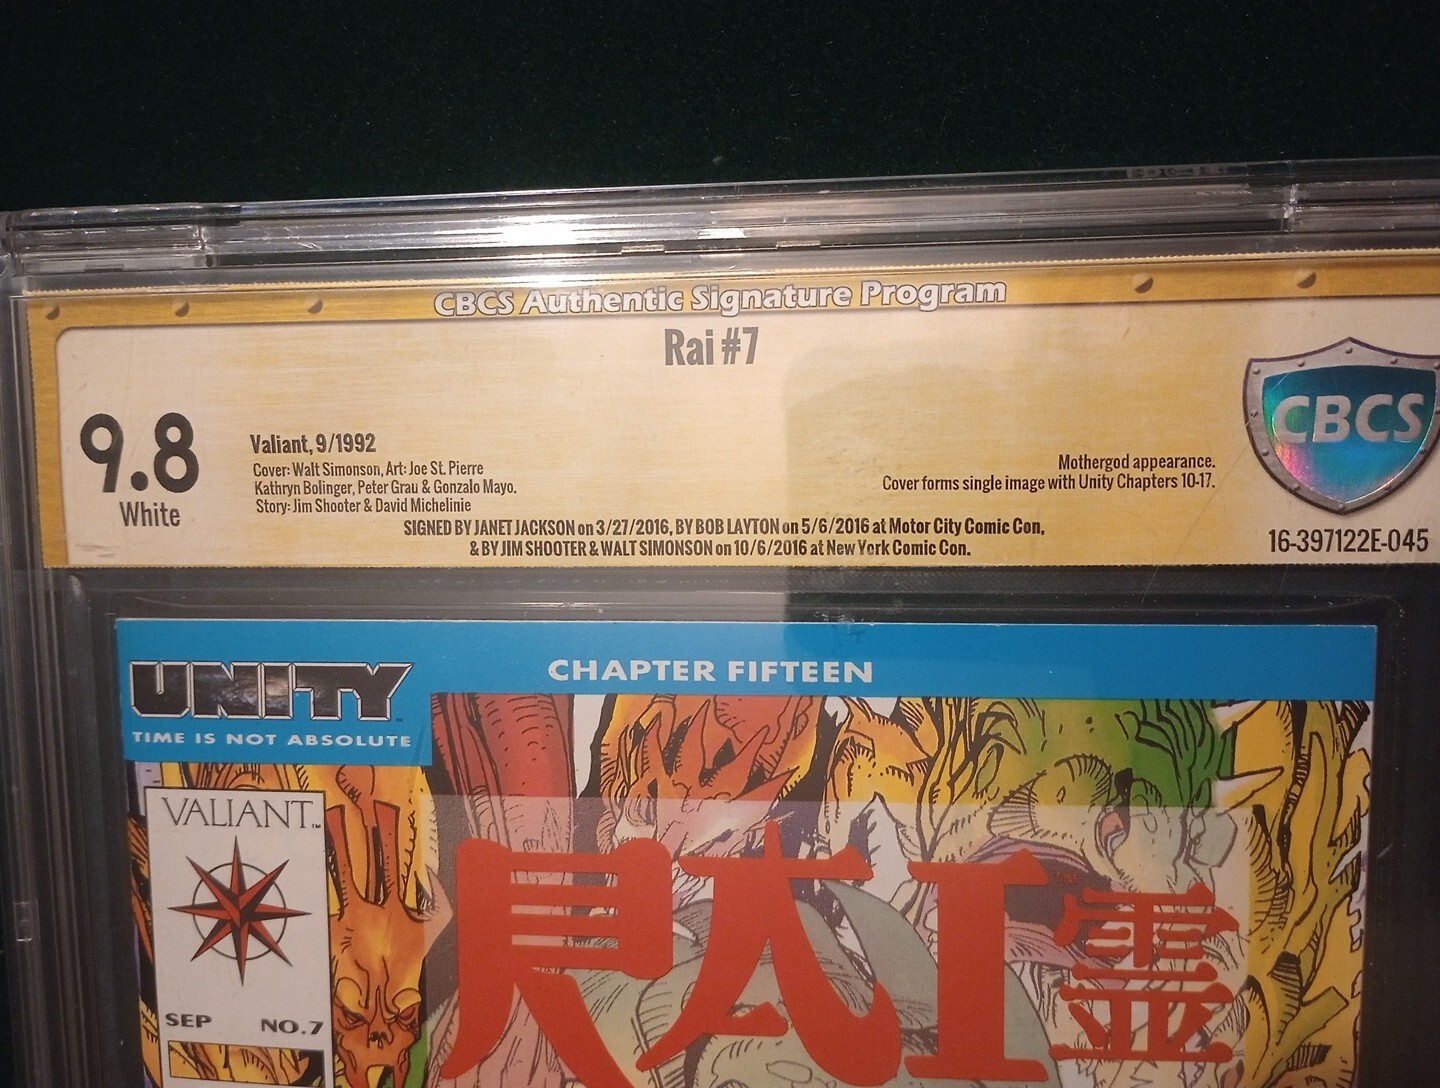 CBCS Authentic Signature Program
Rai #7
9.8
White
Valiant, 9/1992
Cover: Walt Simonson, Art: Joe St. Pierre
Kathryn Bolinger, Peter Grau & Gonzalo Mayo.
Story: Jim Shooter & David Michelinie
Mothergod appearance.
Cover forms single image with Unity Chapters 10-17.
SIGNED BY JANET JACKSON on 3/27/2016, BY BOB LAYTON on 5/6/2016 at Motor City Comic Con,
& BY JIM SHOOTER & WALT SIMONSON on 10/6/2016 at New York Comic Con.
CBCS
16-397122E-045
UNITY™
TIME IS NOT ABSOLUTE
CHAPTER FIFTEEN
VALIANT™
SEP NO.7
RAI 霊